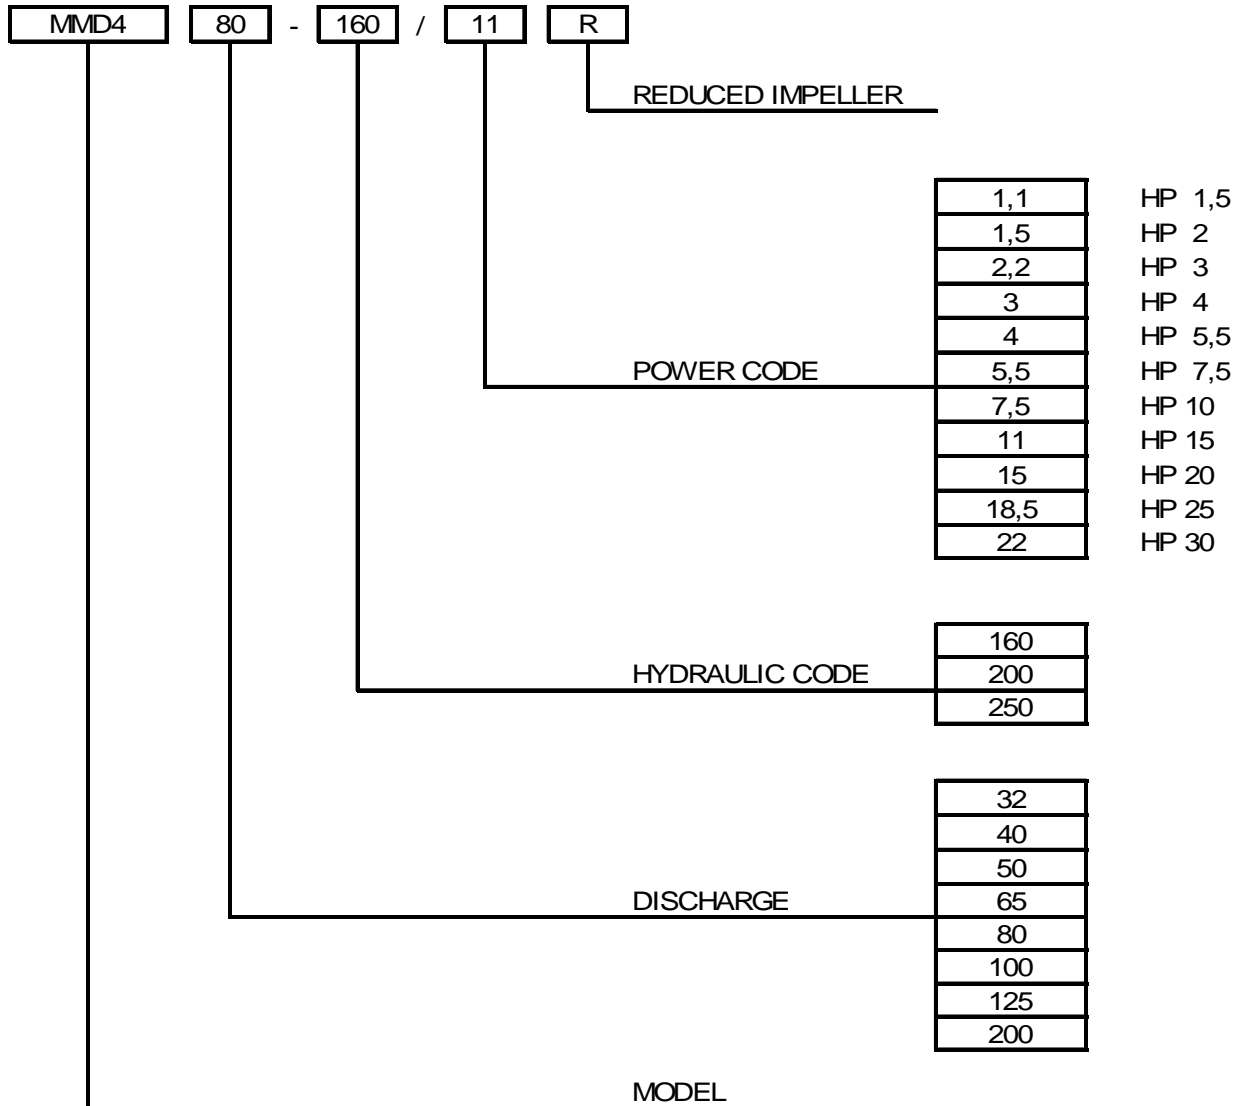 MMD4 80 - 160 / 11 R
REDUCED IMPELLER
1,1 HP 1,5
1,5 HP 2
2,2 HP 3
3 HP 4
4 HP 5,5
POWER CODE 5,5 HP 7,5
7,5 HP 10
11 HP 15
15 HP 20
18,5 HP 25
22 HP 30
160
HYDRAULIC CODE 200
250
32
40
50
DISCHARGE 65
80
100
125
200
MODEL